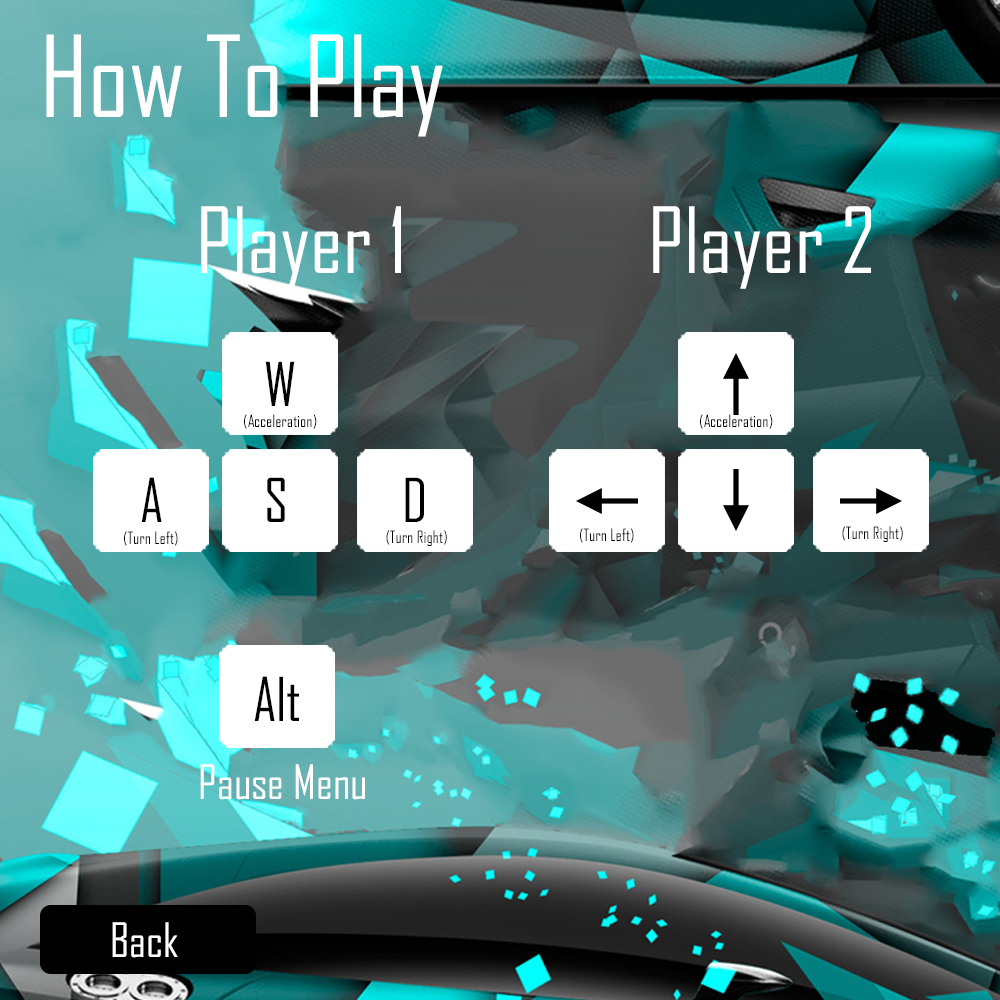 How To Play
Player 1
Player 2
W
(Acceleration)
(Acceleration)
A
(Turn Left)
S
D
(Turn Right)
(Turn Left)
(Turn Right)
Alt
Pause Menu
Back